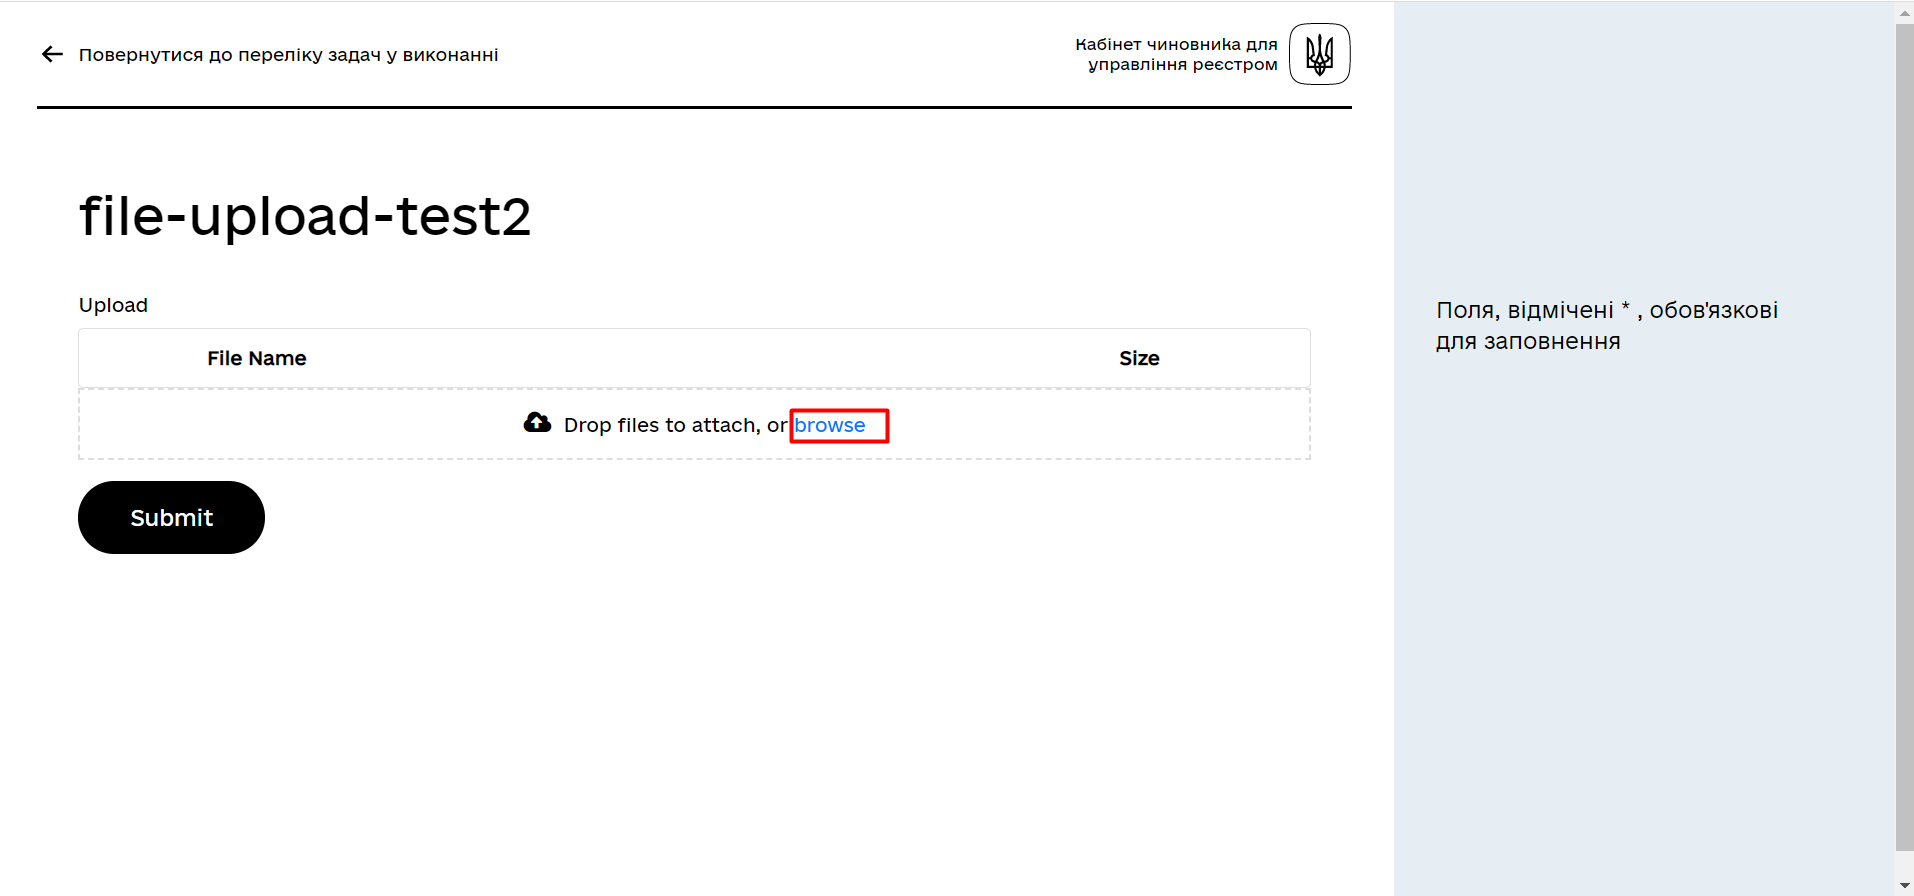 Повернутися до переліку задач у виконанні
Кабінет чиновника для
управління реєстром
file-upload-test2
Upload
File Name Size
Drop files to attach, or browse
Submit
Поля, відмічені * , обов'язкові
для заповнення